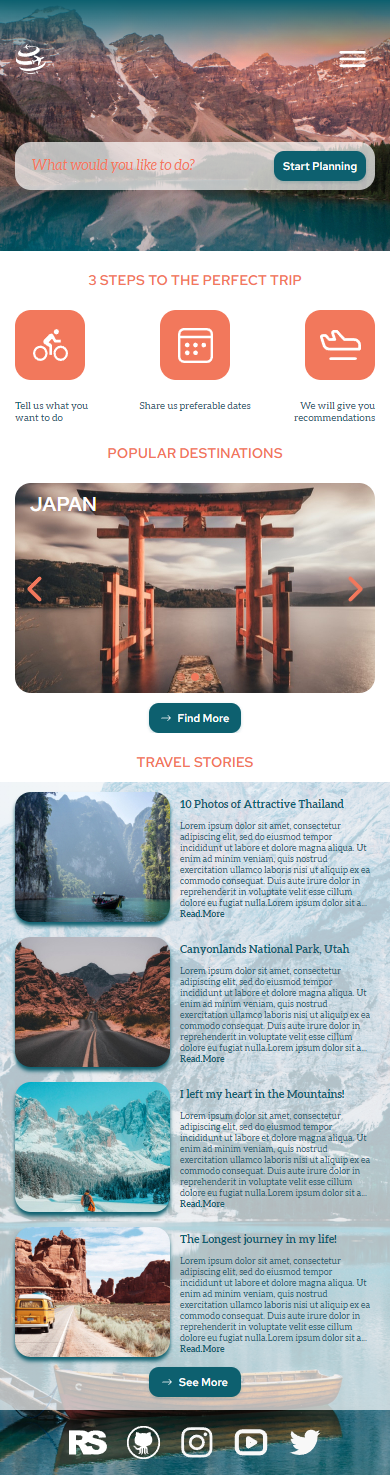 What would you like to do?
Start Planning
3 STEPS TO THE PERFECT TRIP
Tell us what you
want to do
Share us preferable dates
We will give you
recommendations
POPULAR DESTINATIONS
JAPAN
Find More
TRAVEL STORIES
10 Photos of Attractive Thailand
Lorem ipsum dolor sit amet, consectetur
adipiscing elit, sed do eiusmod tempor
incididunt ut labore et dolore magna aliqua. Ut
enim ad minim veniam, quis nostrud
exercitation ullamco laboris nisi ut aliquip ex ea
commodo consequat. Duis aute irure dolor in
reprehenderit in voluptate velit esse cillum
dolore eu fugiat nulla.Lorem ipsum dolor sit a...
Read.More
Canyonlands National Park, Utah
Lorem ipsum dolor sit amet, consectetur
adipiscing elit, sed do eiusmod tempor
incididunt ut labore et dolore magna aliqua. Ut
enim ad minim veniam, quis nostrud
exercitation ullamco laboris nisi ut aliquip ex ea
commodo consequat. Duis aute irure dolor in
reprehenderit in voluptate velit esse cillum
dolore eu fugiat nulla.Lorem ipsum dolor sit a...
Read.More
I left my heart in the Mountains!
Lorem ipsum dolor sit amet, consectetur
adipiscing elit, sed do eiusmod tempor
incididunt ut labore et dolore magna aliqua. Ut
enim ad minim veniam, quis nostrud
exercitation ullamco laboris nisi ut aliquip ex ea
commodo consequat. Duis aute irure dolor in
reprehenderit in voluptate velit esse cillum
dolore eu fugiat nulla.Lorem ipsum dolor sit a...
Read.More
The Longest journey in my life!
Lorem ipsum dolor sit amet, consectetur
adipiscing elit, sed do eiusmod tempor
incididunt ut labore et dolore magna aliqua. Ut
enim ad minim veniam, quis nostrud
exercitation ullamco laboris nisi ut aliquip ex ea
commodo consequat. Duis aute irure dolor in
reprehenderit in voluptate velit esse cillum
dolore eu fugiat nulla.Lorem ipsum dolor sit a...
Read.More
See More
RS